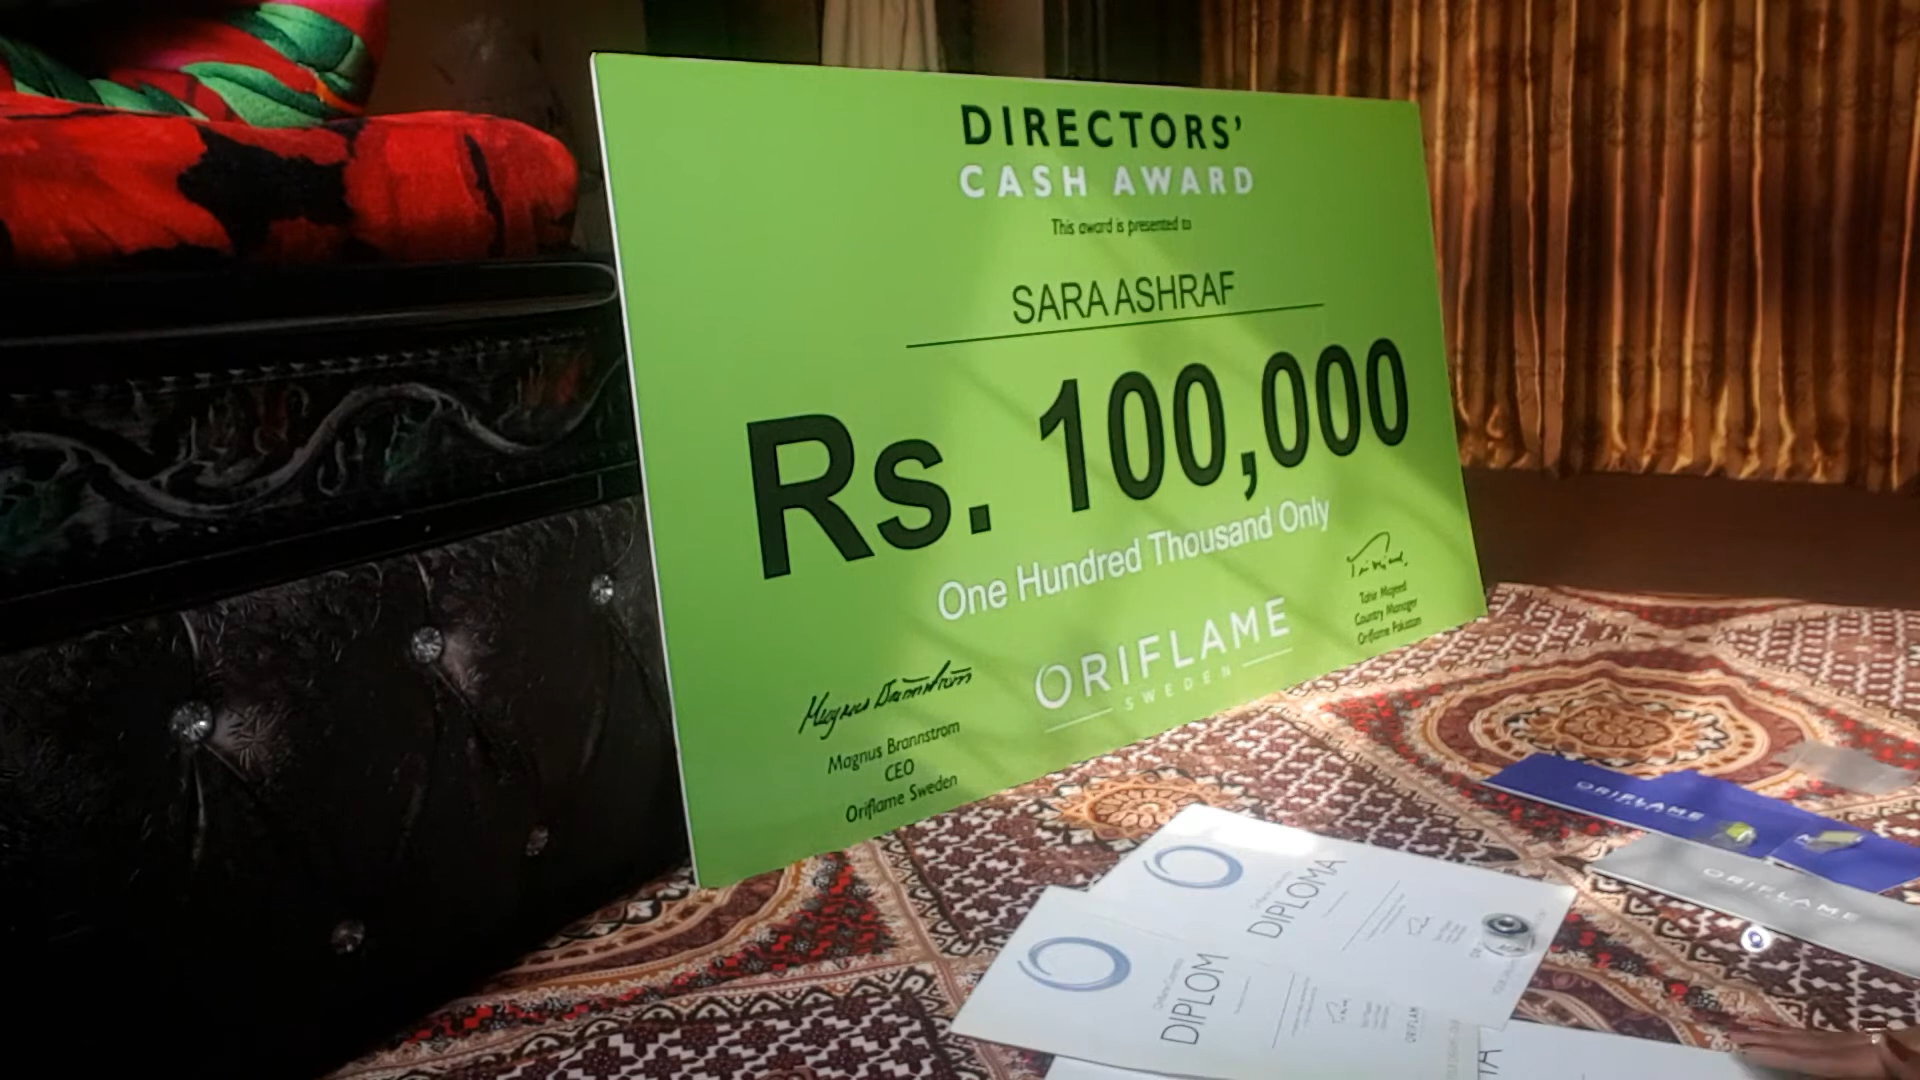 DIRECTORS'
CASH AWARD
This award is presented to
SARA ASHRAF
Rs. 100,000
One Hundred Thousand Only
Tahir Majeed
Country Manager
Oriflame Pakistan
Magnus Brannstrom
CEO
Oriflame Sweden
ORIFLAME
SWEDEN
DIPLOMA
DIPLOM
ORIFLAM
ORIFLAME
ORIFLAME